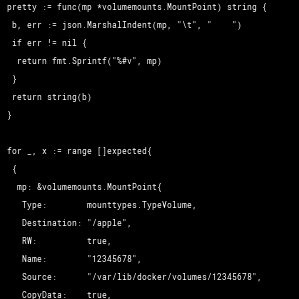 pretty := func(mp *volumemounts.MountPoint) string {
b, err := json.MarshalIndent(mp, "\t", "    ")
if err != nil {
return fmt.Sprintf("%#v", mp)
}
return string(b)
}
for _, x := range []expected{
{
mp: &volumemounts.MountPoint{
Type:        mounttypes.TypeVolume,
Destination: "/apple",
RW:          true,
Name:        "12345678",
Source:      "/var/lib/docker/volumes/12345678",
CopyData:    true,